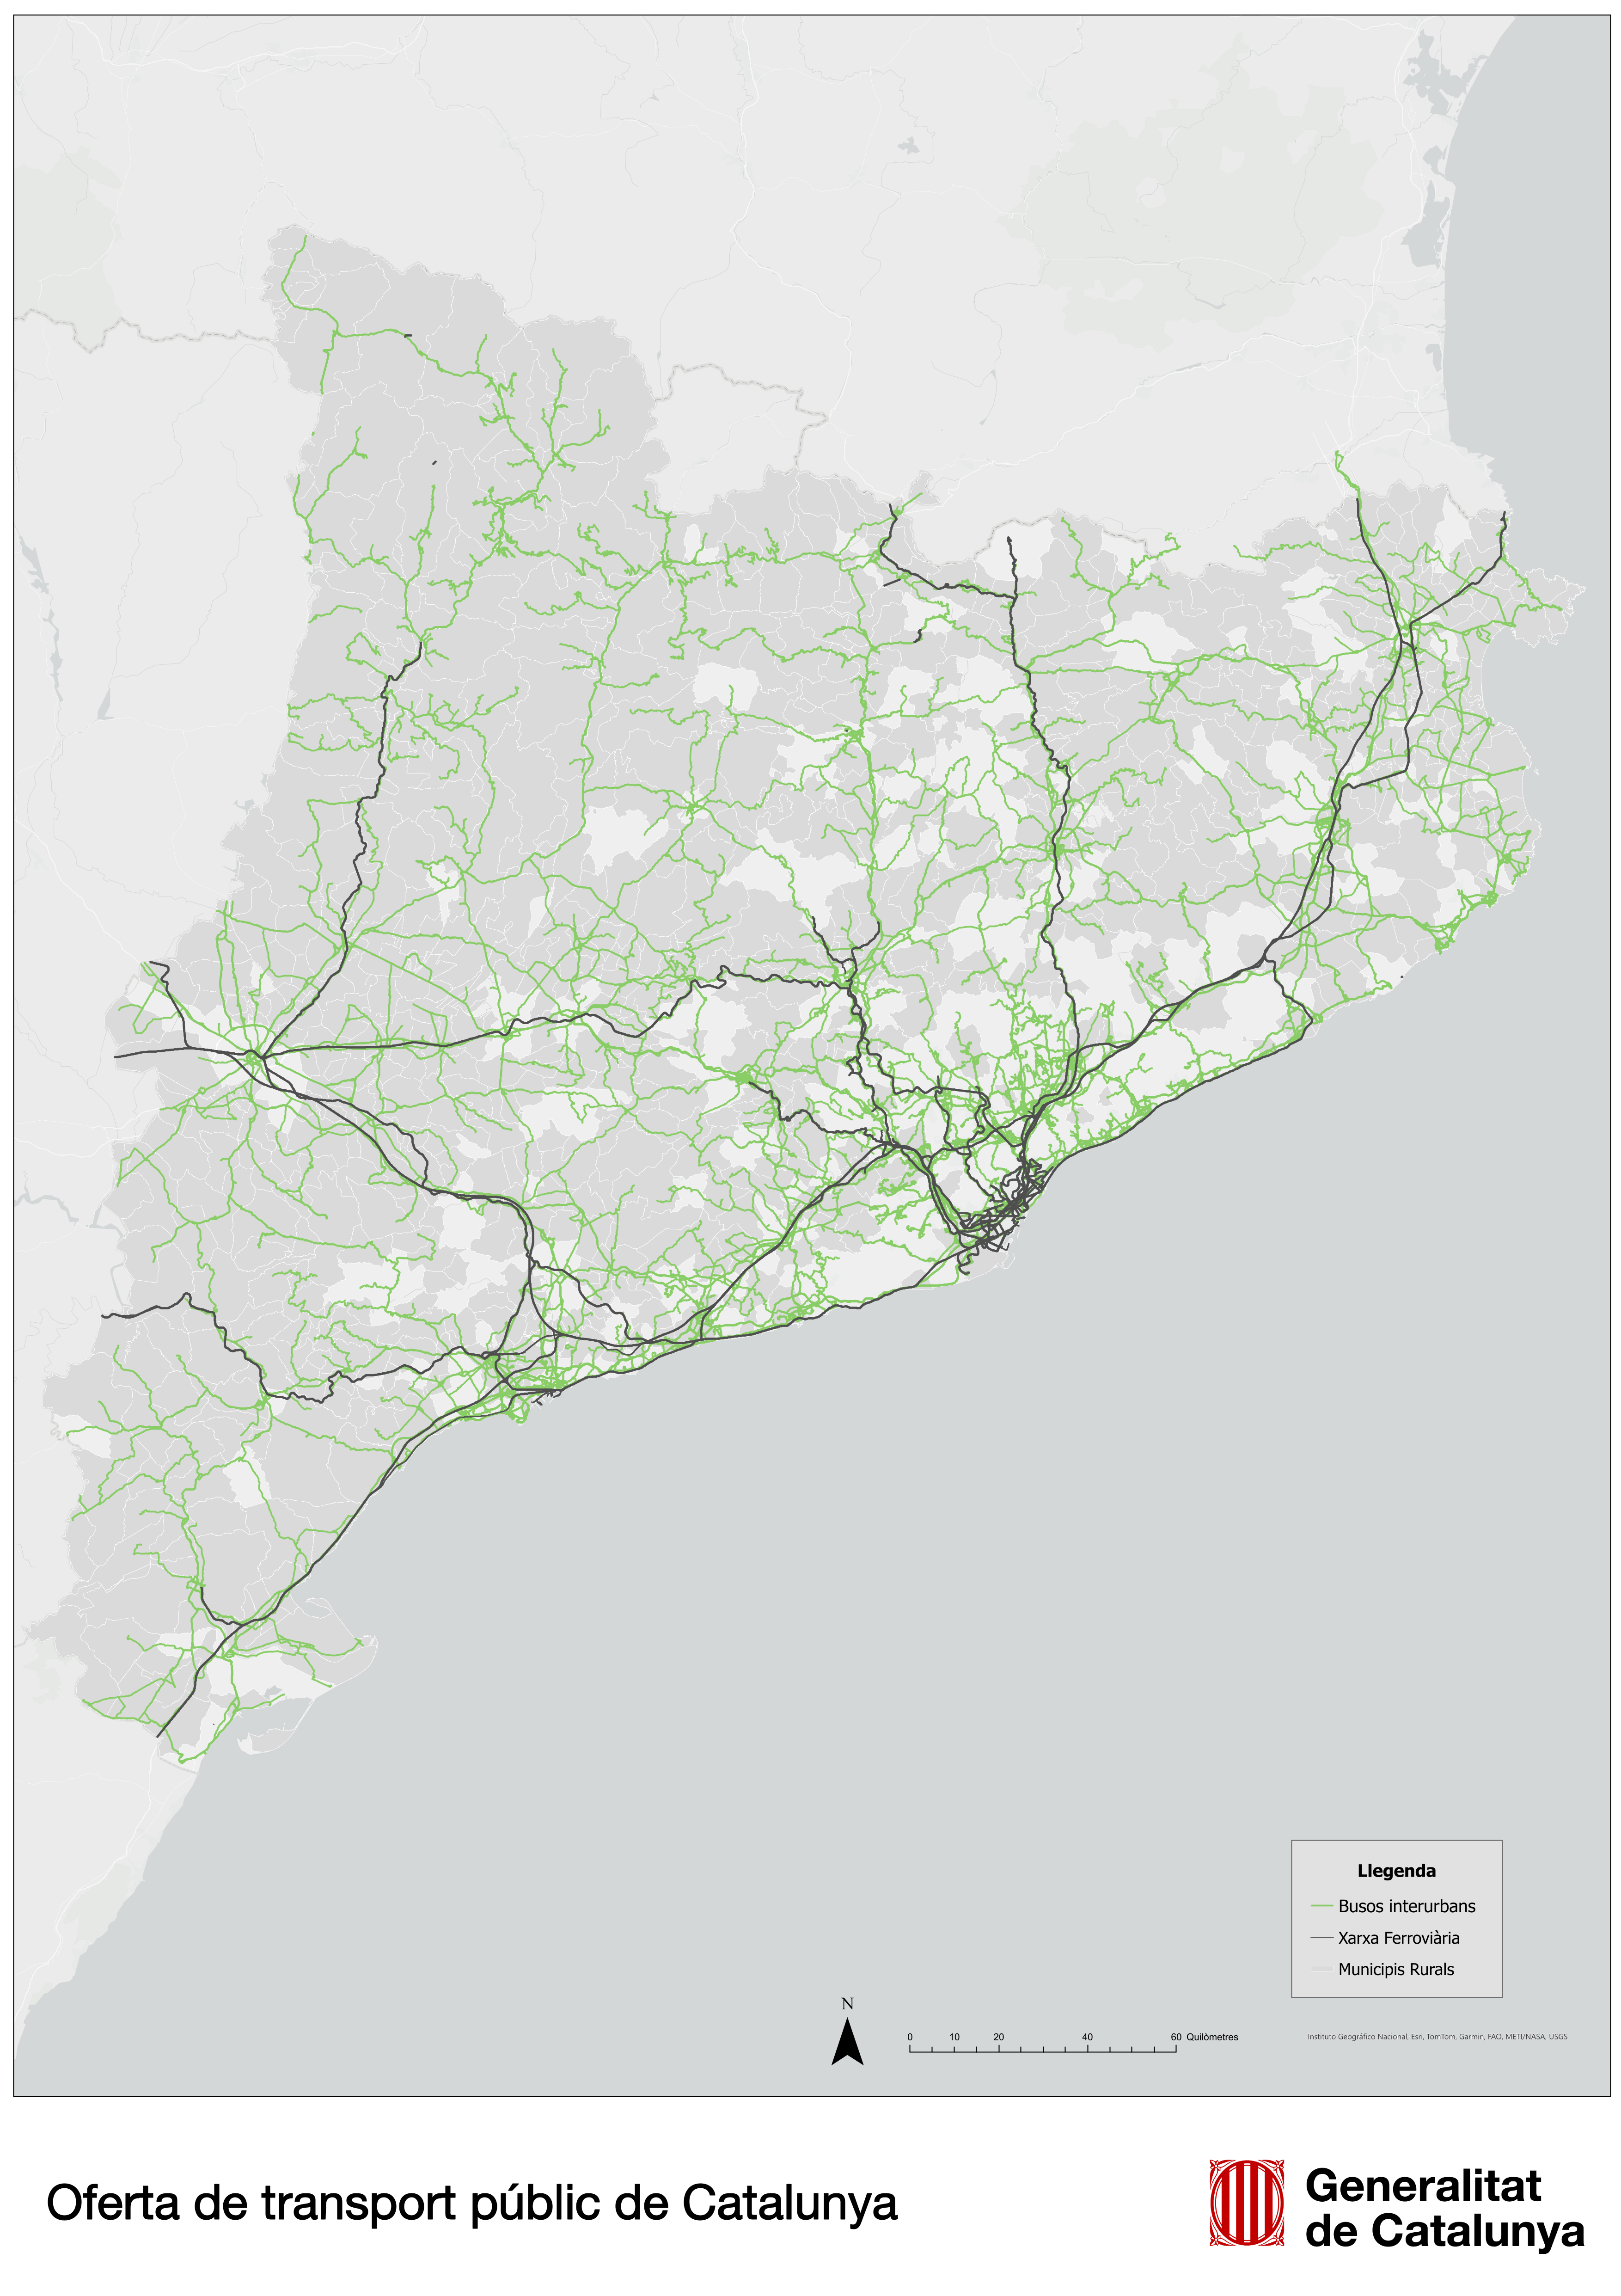 Llegenda
Busos interurbans
Xarxa Ferroviària
Municipis Rurals
N
0 10 20 40 60 Quilòmetres
Instituto Geográfico Nacional, Esri, TomTom, Garmin, FAO, METI/NASA, USGS
Oferta de transport públic de Catalunya
Generalitat
de Catalunya